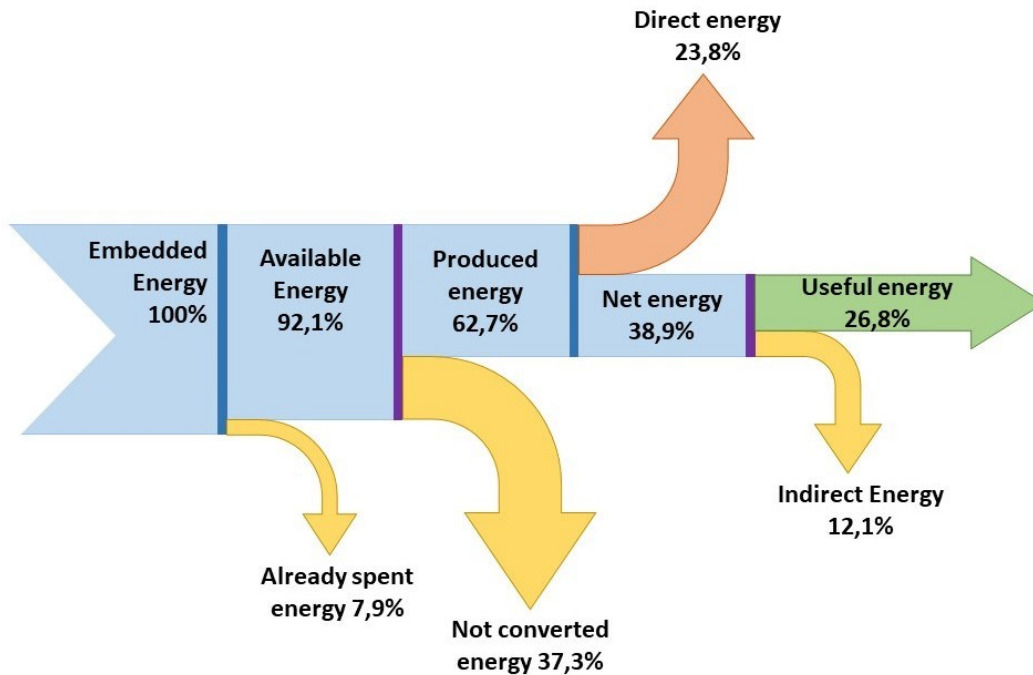 Direct energy
23,8%
Embedded
Energy
100%
Available
Energy
92,1%
Produced
energy
62,7%
Net energy
38,9%
Useful energy
26,8%
Indirect Energy
12,1%
Already spent
energy 7,9%
Not converted
energy 37,3%